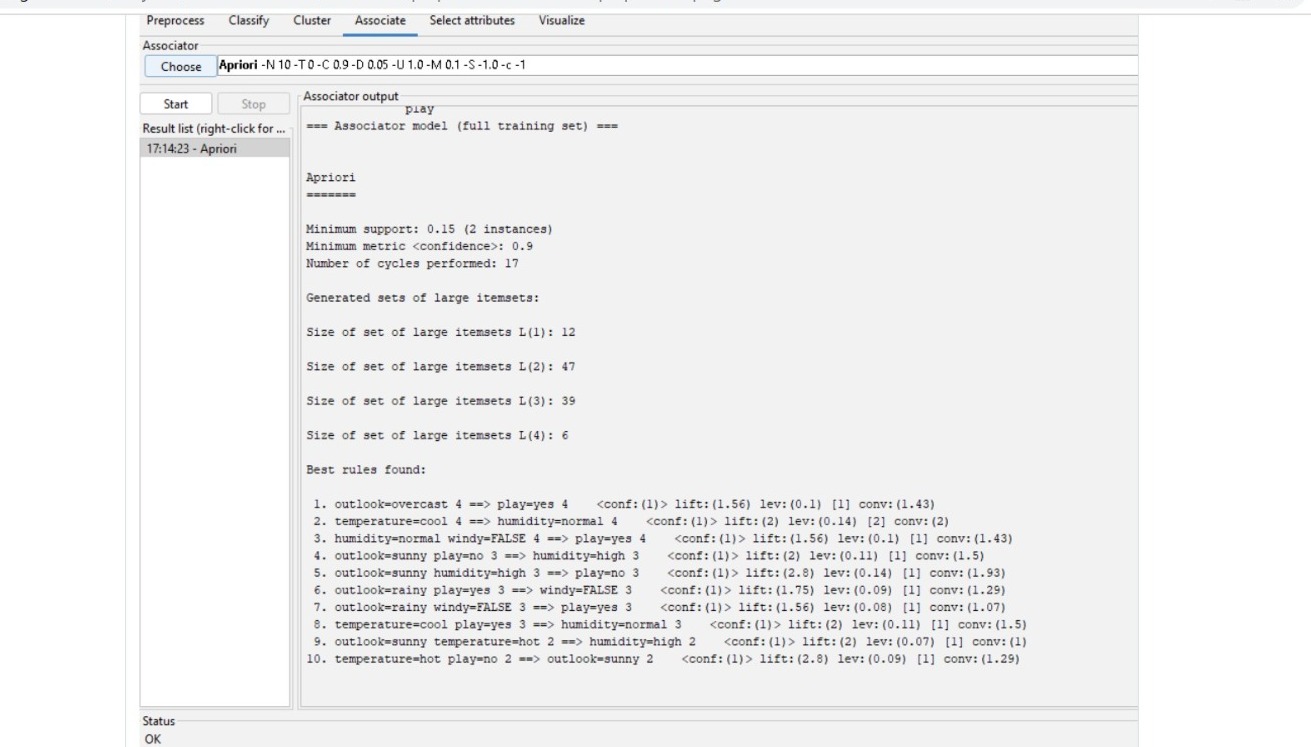 Preprocess Classify Cluster Associate Select attributes Visualize
Associator
Choose Apriori -N 10 -T 0 -C 0.9 -D 0.05 -U 1.0 -M 0.1 -S -1.0 -c -1
Start Stop
Associator output
Result list (right-click for ...
17:14:23 - Apriori
play
=== Associator model (full training set) ===
Apriori
=======
Minimum support: 0.15 (2 instances)
Minimum metric <confidence>: 0.9
Number of cycles performed: 17
Generated sets of large itemsets:
Size of set of large itemsets L(1): 12
Size of set of large itemsets L(2): 47
Size of set of large itemsets L(3): 39
Size of set of large itemsets L(4): 6
Best rules found:
1. outlook=overcast 4 ==> play=yes 4 <conf:(1)> lift:(1.56) lev:(0.1) [1] conv:(1.43)
2. temperature=cool 4 ==> humidity=normal 4 <conf:(1)> lift:(2) lev:(0.14) [2] conv:(2)
3. humidity=normal windy=FALSE 4 ==> play=yes 4 <conf:(1)> lift:(1.56) lev:(0.1) [1] conv:(1.43)
4. outlook=sunny play=no 3 ==> humidity=high 3 <conf:(1)> lift:(2) lev:(0.11) [1] conv:(1.5)
5. outlook=sunny humidity=high 3 ==> play=no 3 <conf:(1)> lift:(2.8) lev:(0.14) [1] conv:(1.93)
6. outlook=rainy play=yes 3 ==> windy=FALSE 3 <conf:(1)> lift:(1.75) lev:(0.09) [1] conv:(1.29)
7. outlook=rainy windy=FALSE 3 ==> play=yes 3 <conf:(1)> lift:(1.56) lev:(0.08) [1] conv:(1.07)
8. temperature=cool play=yes 3 ==> humidity=normal 3 <conf:(1)> lift:(2) lev:(0.11) [1] conv:(1.5)
9. outlook=sunny temperature=hot 2 ==> humidity=high 2 <conf:(1)> lift:(2) lev:(0.07) [1] conv:(1)
10. temperature=hot play=no 2 ==> outlook=sunny 2 <conf:(1)> lift:(2.8) lev:(0.09) [1] conv:(1.29)
Status
OK